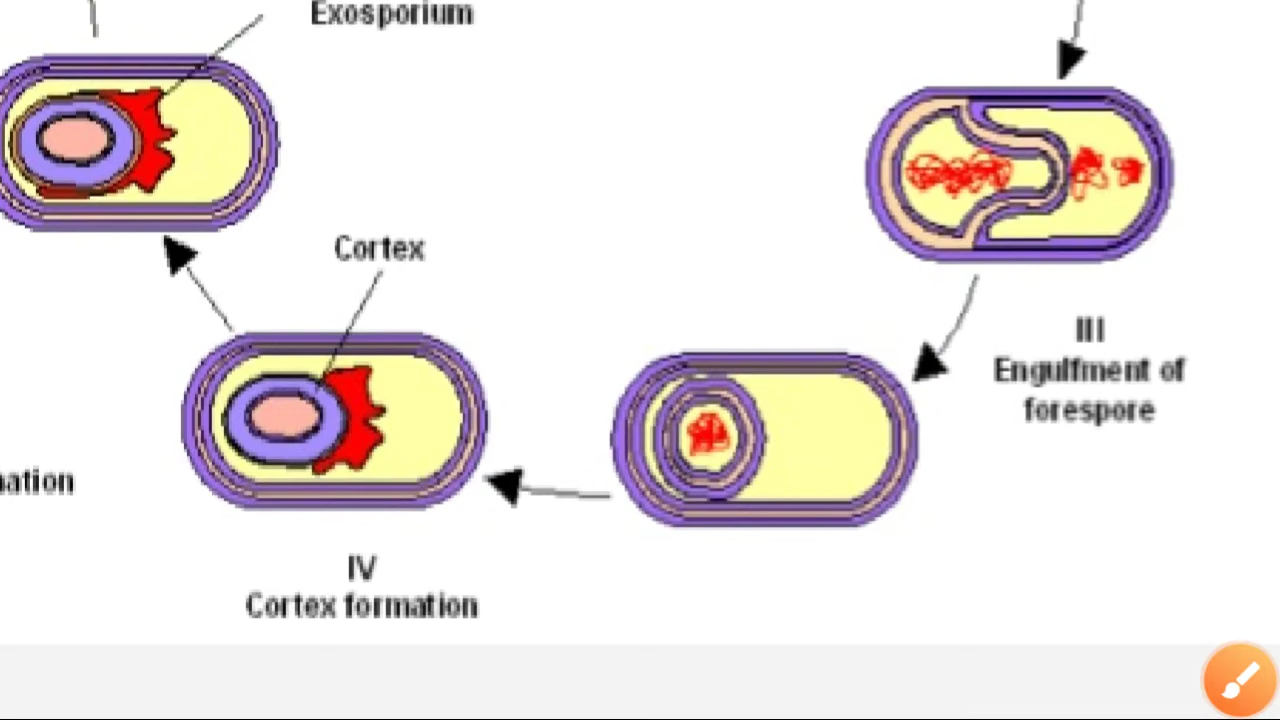 Exosporium
Cortex
III
Engulfment of
forespore
IV
Cortex formation